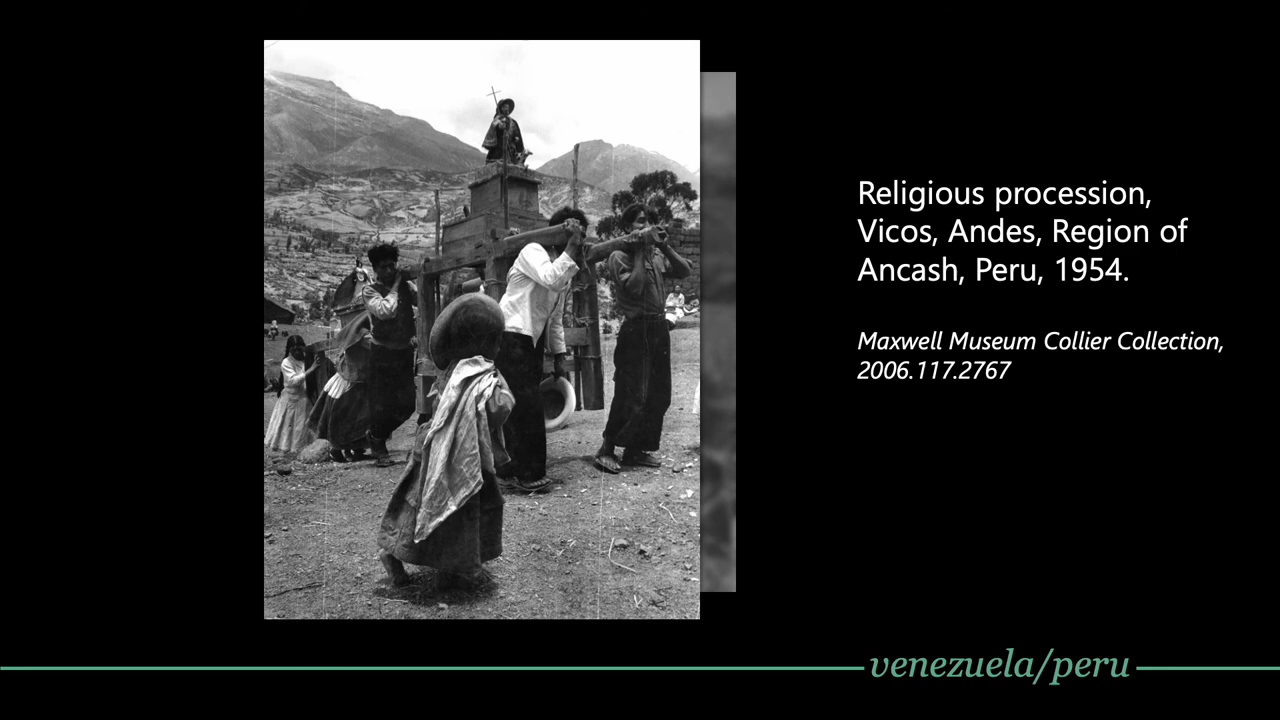 Religious procession,
Vicos, Andes, Region of
Ancash, Peru, 1954.
Maxwell Museum Collier Collection,
2006.117.2767
venezuela/peru